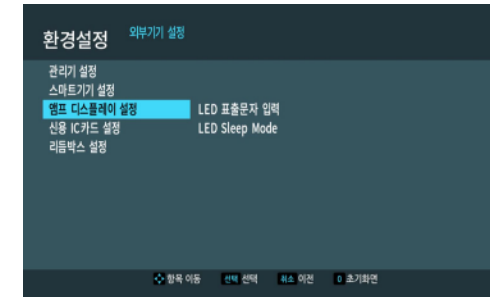 환경설정 외부기기 설정
관리기 설정
스마트기기 설정
앰프 디스플레이 설정 LED 표출문자 입력
신용 IC카드 설정 LED Sleep Mode
리듬박스 설정
항목 이동 선택 선택 취소 이전 0 초기화면